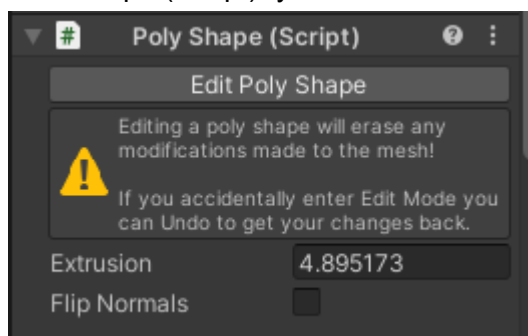 # Poly Shape (Script)
Edit Poly Shape
Editing a poly shape will erase any
modifications made to the mesh!
If you accidentally enter Edit Mode you
can Undo to get your changes back.
Extrusion 4.895173
Flip Normals